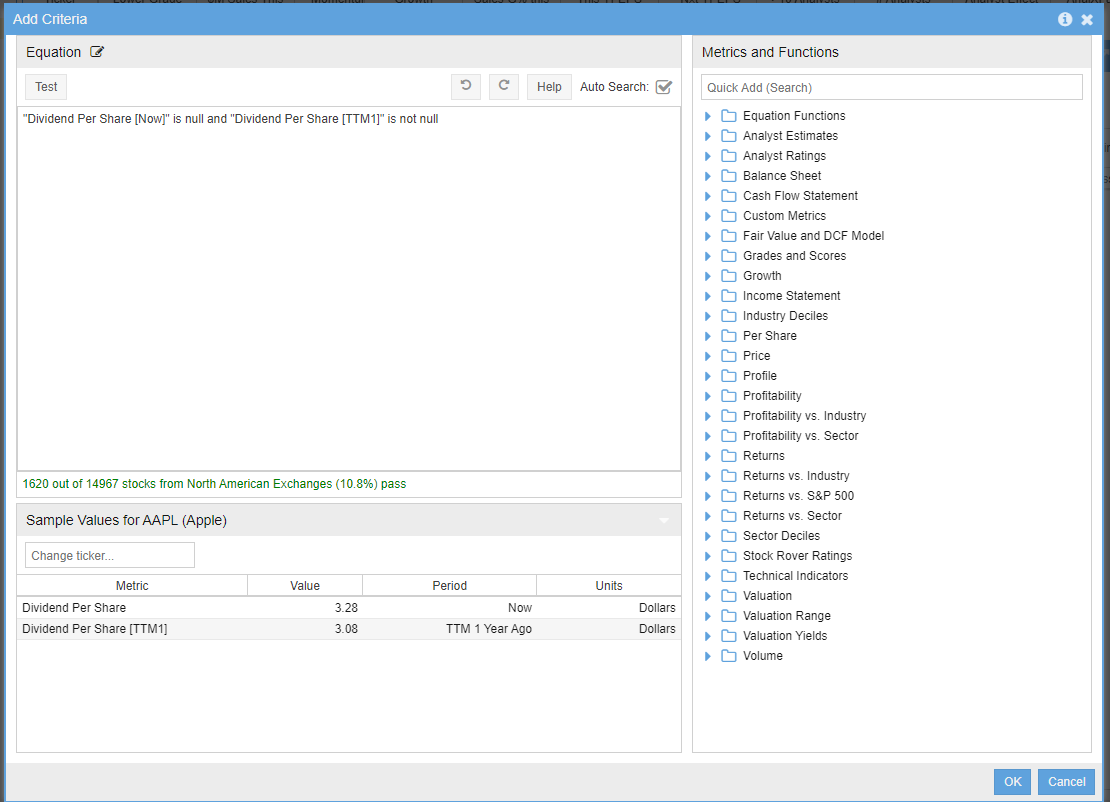 Add Criteria
Equation
Test
Help
Auto Search:
"Dividend Per Share [Now]" is null and "Dividend Per Share [TTM1]" is not null
1620 out of 14967 stocks from North American Exchanges (10.8%) pass
Sample Values for AAPL (Apple)
Change ticker...
Metric Value Period Units
Dividend Per Share 3.28 Now Dollars
Dividend Per Share [TTM1] 3.08 TTM 1 Year Ago Dollars
Metrics and Functions
Quick Add (Search)
Equation Functions
Analyst Estimates
Analyst Ratings
Balance Sheet
Cash Flow Statement
Custom Metrics
Fair Value and DCF Model
Grades and Scores
Growth
Income Statement
Industry Deciles
Per Share
Price
Profile
Profitability
Profitability vs. Industry
Profitability vs. Sector
Returns
Returns vs. Industry
Returns vs. S&P 500
Returns vs. Sector
Sector Deciles
Stock Rover Ratings
Technical Indicators
Valuation
Valuation Range
Valuation Yields
Volume
OK
Cancel